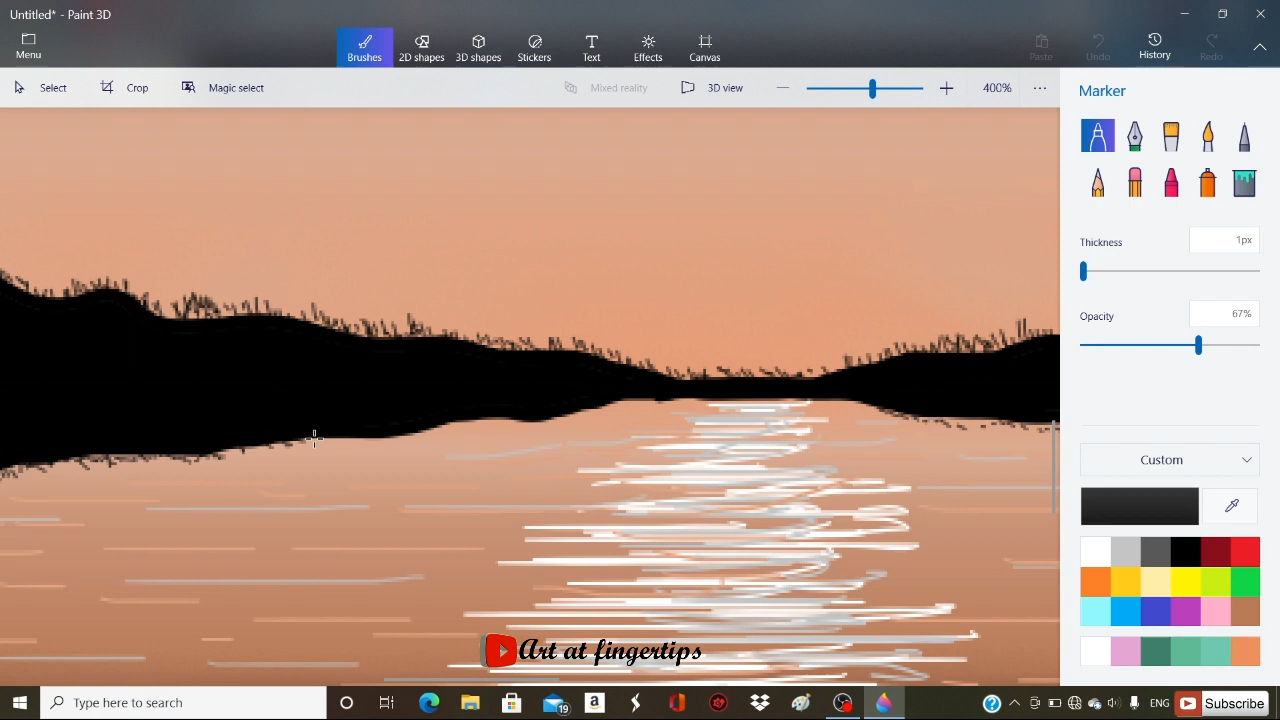 Untitled* - Paint 3D
Menu
Brushes
2D shapes
3D shapes
Stickers
Text
Effects
Canvas
Paste
Undo
History
Redo
Select
Crop
Magic select
Mixed reality
3D view
400%
Marker
Thickness
1px
Opacity
67%
Custom
Art at fingertips
Type here to search
19
ENG
Subscribe